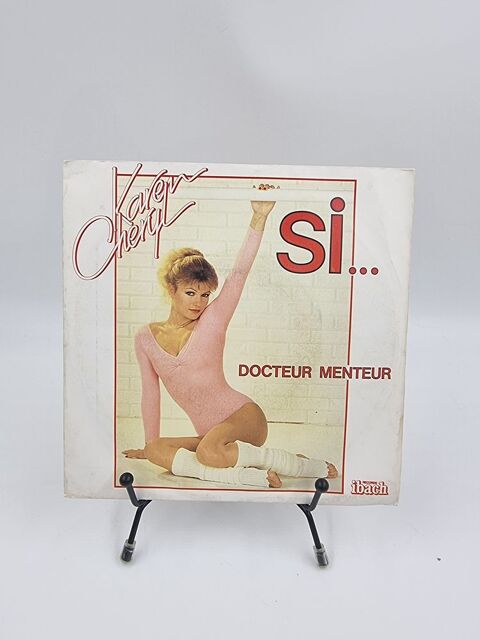 Karen
Cheryl
Si...
DOCTEUR MENTEUR
ibach